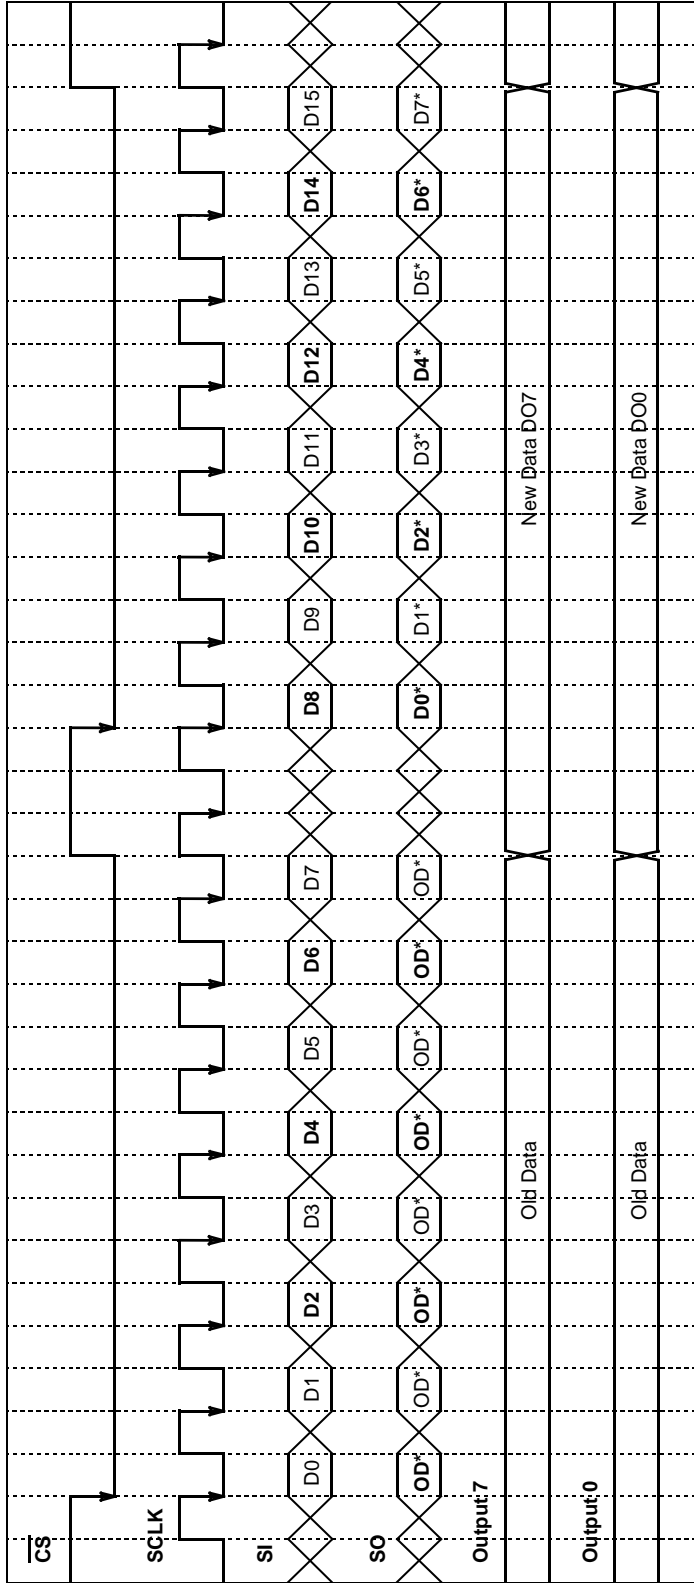 CS
SCLK
SI D0 D1 D2 D3 D4 D5 D6 D7 D8 D9 D10 D11 D12 D13 D14 D15
SO OD* OD* OD* OD* OD* OD* OD* OD* D0* D1* D2* D3* D4* D5* D6* D7*
Output 7 Old Data New Data DO7
Output 0 Old Data New Data DO0